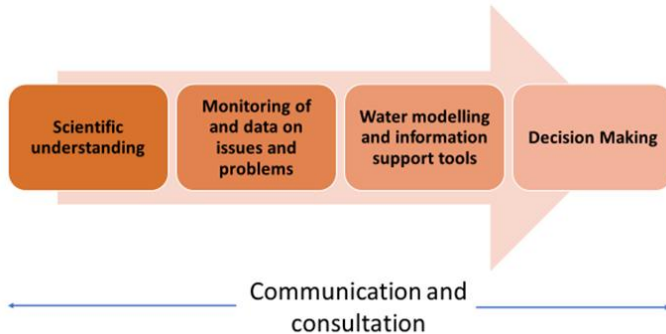 Scientific
understanding
Monitoring of
and data on
issues and
problems
Water modelling
and information
support tools
Decision Making
Communication and
consultation